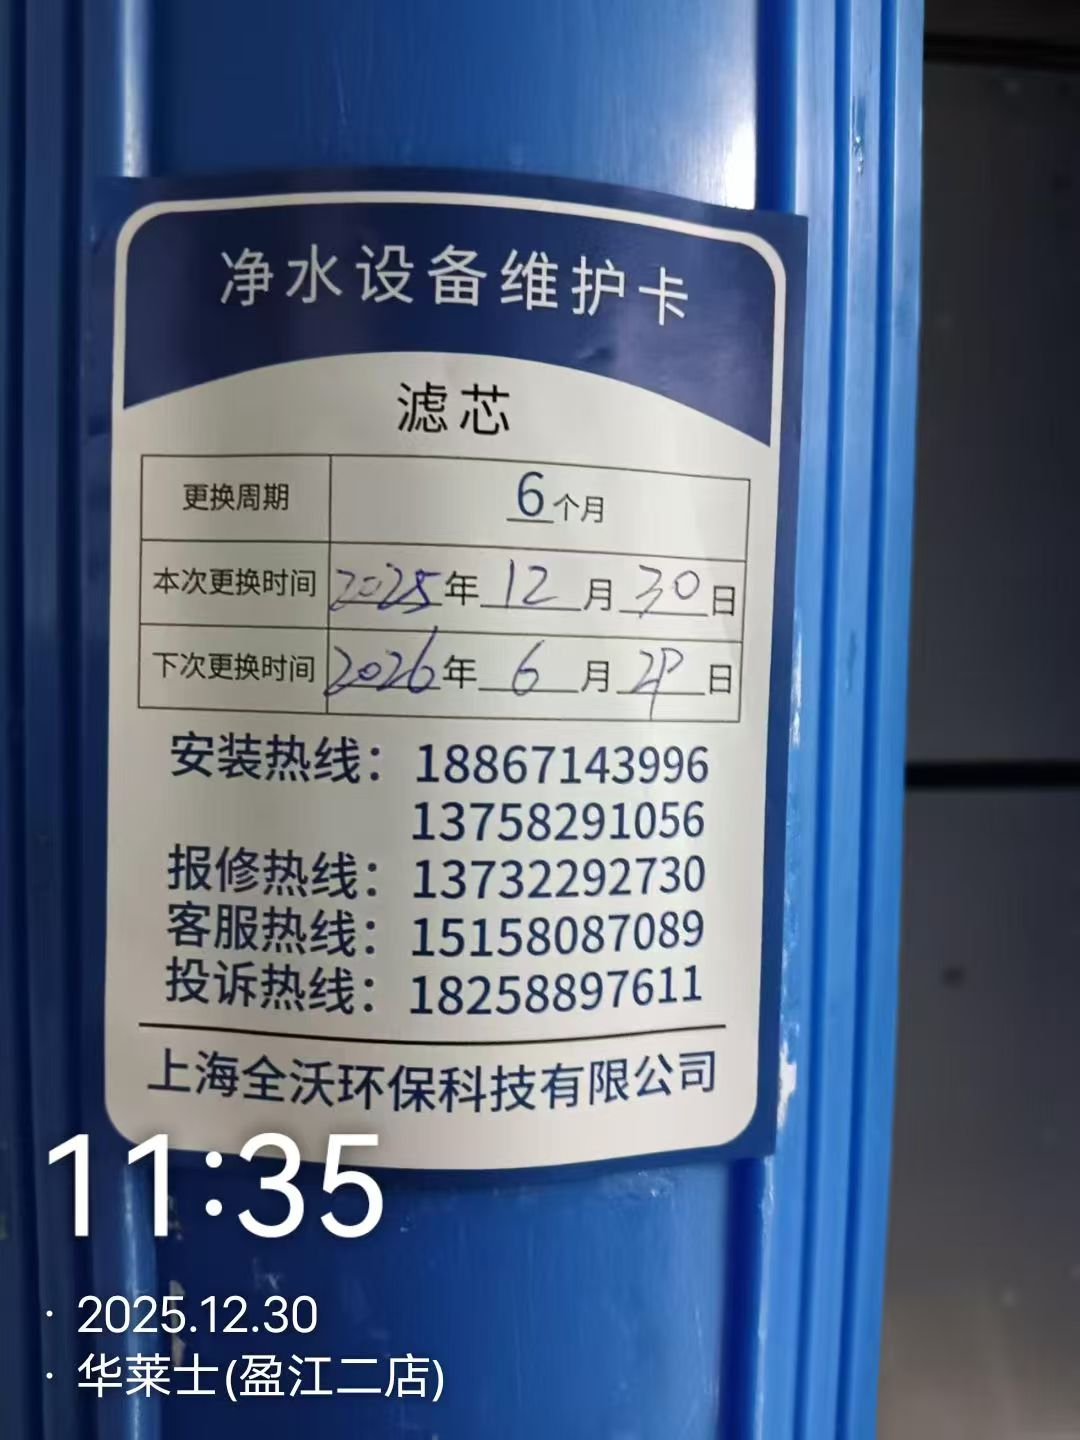 净水设备维护卡
滤芯
更换周期 6个月
本次更换时间 2025年12月30日
下次更换时间 2026年6月29日
安装热线：18867143996
13758291056
报修热线：13732292730
客服热线：15158087089
投诉热线：18258897611
上海全沃环保科技有限公司
11:35
· 2025.12.30
· 华莱士(盈江二店)